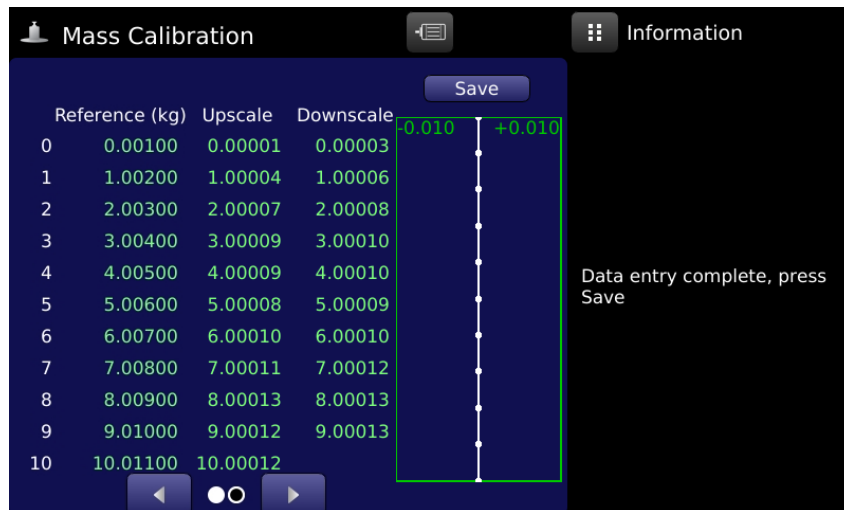 Mass Calibration
Information
Save
Reference (kg) Upscale Downscale
-0.010 +0.010
0 0.00100 0.00001 0.00003
1 1.00200 1.00004 1.00006
2 2.00300 2.00007 2.00008
3 3.00400 3.00009 3.00010
4 4.00500 4.00009 4.00010
5 5.00600 5.00008 5.00009
6 6.00700 6.00010 6.00010
7 7.00800 7.00011 7.00012
8 8.00900 8.00013 8.00013
9 9.01000 9.00012 9.00013
10 10.01100 10.00012
Data entry complete, press
Save